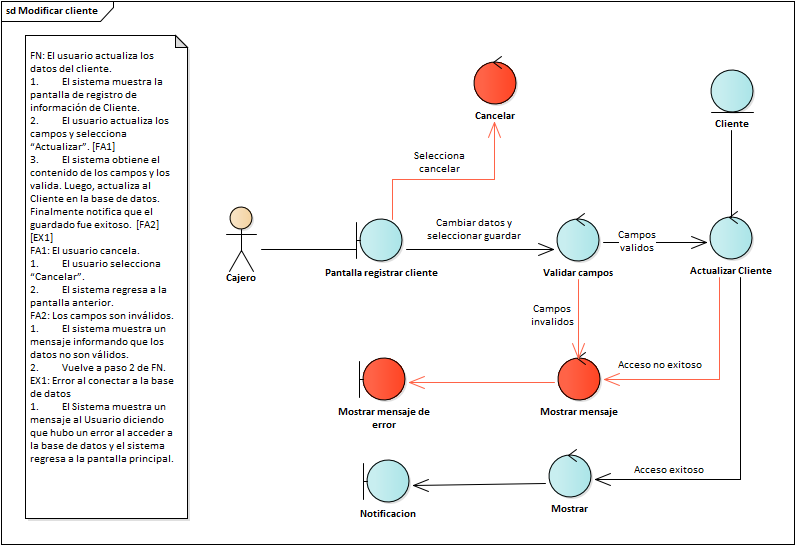 sd Modificar cliente
FN: El usuario actualiza los
datos del cliente.
1. El sistema muestra la
pantalla de registro de
información de Cliente.
2. El usuario actualiza los
campos y selecciona
“Actualizar”. [FA1]
3. El sistema obtiene el
contenido de los campos y los
valida. Luego, actualiza al
Cliente en la base de datos.
Finalmente notifica que el
guardado fue exitoso. [FA2]
[EX1]
FA1: El usuario cancela.
1. El usuario selecciona
“Cancelar”.
2. El sistema regresa a la
pantalla anterior.
FA2: Los campos son inválidos.
1. El sistema muestra un
mensaje informando que los
datos no son válidos.
2. Vuelve a paso 2 de FN.
EX1: Error al conectar a la base
de datos
1. El Sistema muestra un
mensaje al Usuario diciendo
que hubo un error al acceder a
la base de datos y el sistema
regresa a la pantalla principal.
Cancelar
Cliente
Selecciona
cancelar
Cambiar datos y
seleccionar guardar
Campos
validos
Cajero
Pantalla registrar cliente
Validar campos
Actualizar Cliente
Campos
invalidos
Acceso no exitoso
Mostrar mensaje de
error
Mostrar mensaje
Acceso exitoso
Notificacion
Mostrar